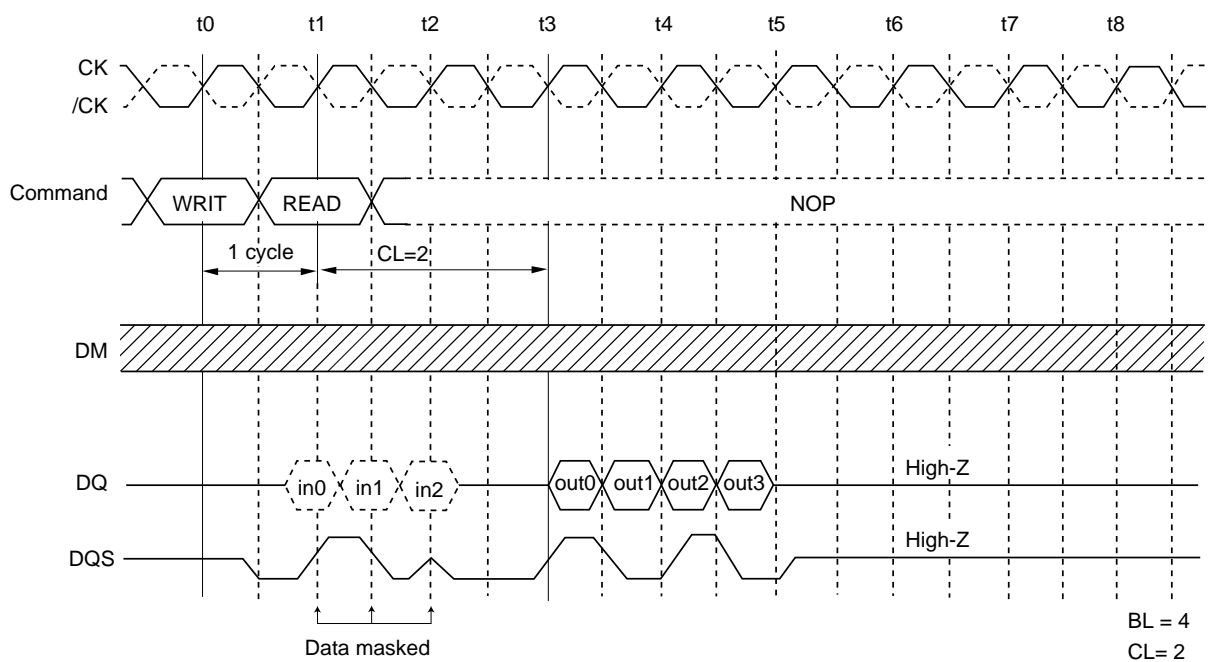 t0 t1 t2 t3 t4 t5 t6 t7 t8
CK
/CK
Command WRIT READ NOP
1 cycle CL=2
DM
DQ in0 in1 in2 out0 out1 out2 out3 High-Z
DQS High-Z
Data masked
BL = 4
CL= 2